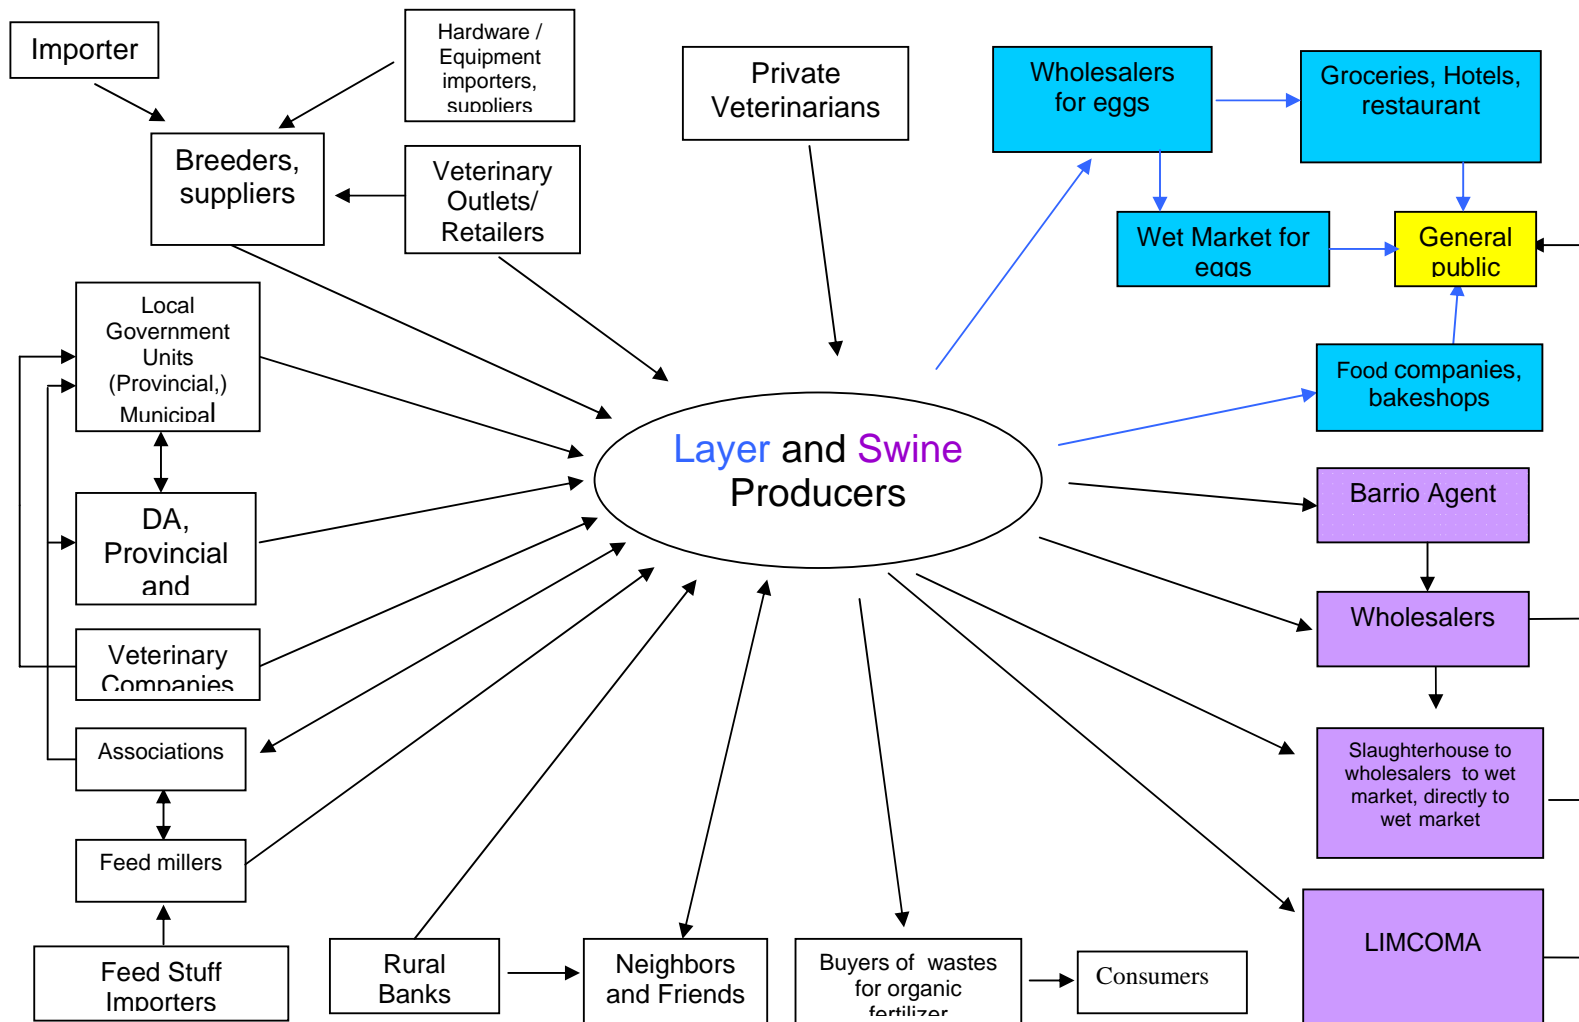 Importer
Hardware /
Equipment
importers,
suppliers
Private
Veterinarians
Wholesalers
for eggs
Groceries, Hotels,
restaurant
Breeders,
suppliers
Veterinary
Outlets/
Retailers
Wet Market for
eggs
General
public
Local
Government
Units
(Provincial,)
Municipal
Food companies,
bakeshops
Layer and Swine
Producers
Barrio Agent
DA,
Provincial
and
Wholesalers
Veterinary
Companies
Associations
Slaughterhouse to
wholesalers to wet
market, directly to
wet market
Feed millers
LIMCOMA
Feed Stuff
Importers
Rural
Banks
Neighbors
and Friends
Buyers of wastes
for organic
fertilizer
Consumers